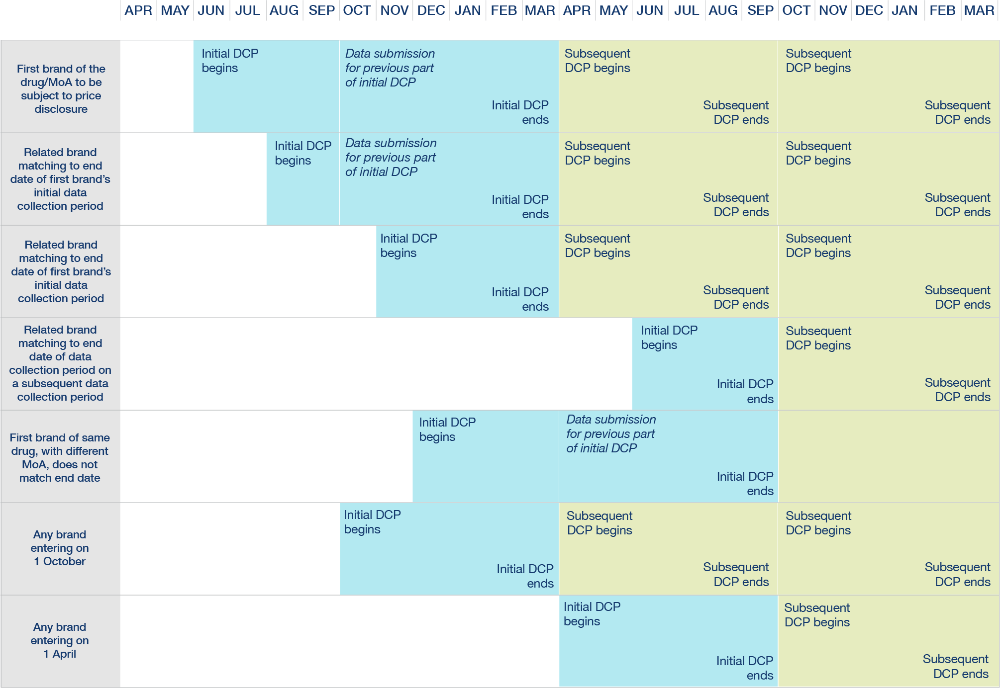 APR MAY JUN JUL AUG SEP OCT NOV DEC JAN FEB MAR APR MAY JUN JUL AUG SEP OCT NOV DEC JAN FEB MAR
First brand of the
drug/MoA to be
subject to price
disclosure
Initial DCP
begins
Data submission
for previous part
of initial DCP
Initial DCP
ends
Subsequent
DCP begins
Subsequent
DCP ends
Subsequent
DCP begins
Subsequent
DCP ends
Related brand
matching to end
date of first brand’s
initial data
collection period
Initial DCP
begins
Data submission
for previous part
of initial DCP
Initial DCP
ends
Subsequent
DCP begins
Subsequent
DCP ends
Subsequent
DCP begins
Subsequent
DCP ends
Related brand
matching to end
date of first brand’s
initial data
collection period
Initial DCP
begins
Initial DCP
ends
Subsequent
DCP begins
Subsequent
DCP ends
Subsequent
DCP begins
Subsequent
DCP ends
Related brand
matching to end
date of data
collection period on
a subsequent data
collection period
Initial DCP
begins
Initial DCP
ends
Subsequent
DCP begins
Subsequent
DCP ends
First brand of same
drug, with different
MoA, does not
match end date
Initial DCP
begins
Data submission
for previous part
of initial DCP
Initial DCP
ends
Any brand
entering on
1 October
Initial DCP
begins
Initial DCP
ends
Subsequent
DCP begins
Subsequent
DCP ends
Subsequent
DCP begins
Subsequent
DCP ends
Any brand
entering on
1 April
Initial DCP
begins
Initial DCP
ends
Subsequent
DCP begins
Subsequent
DCP ends